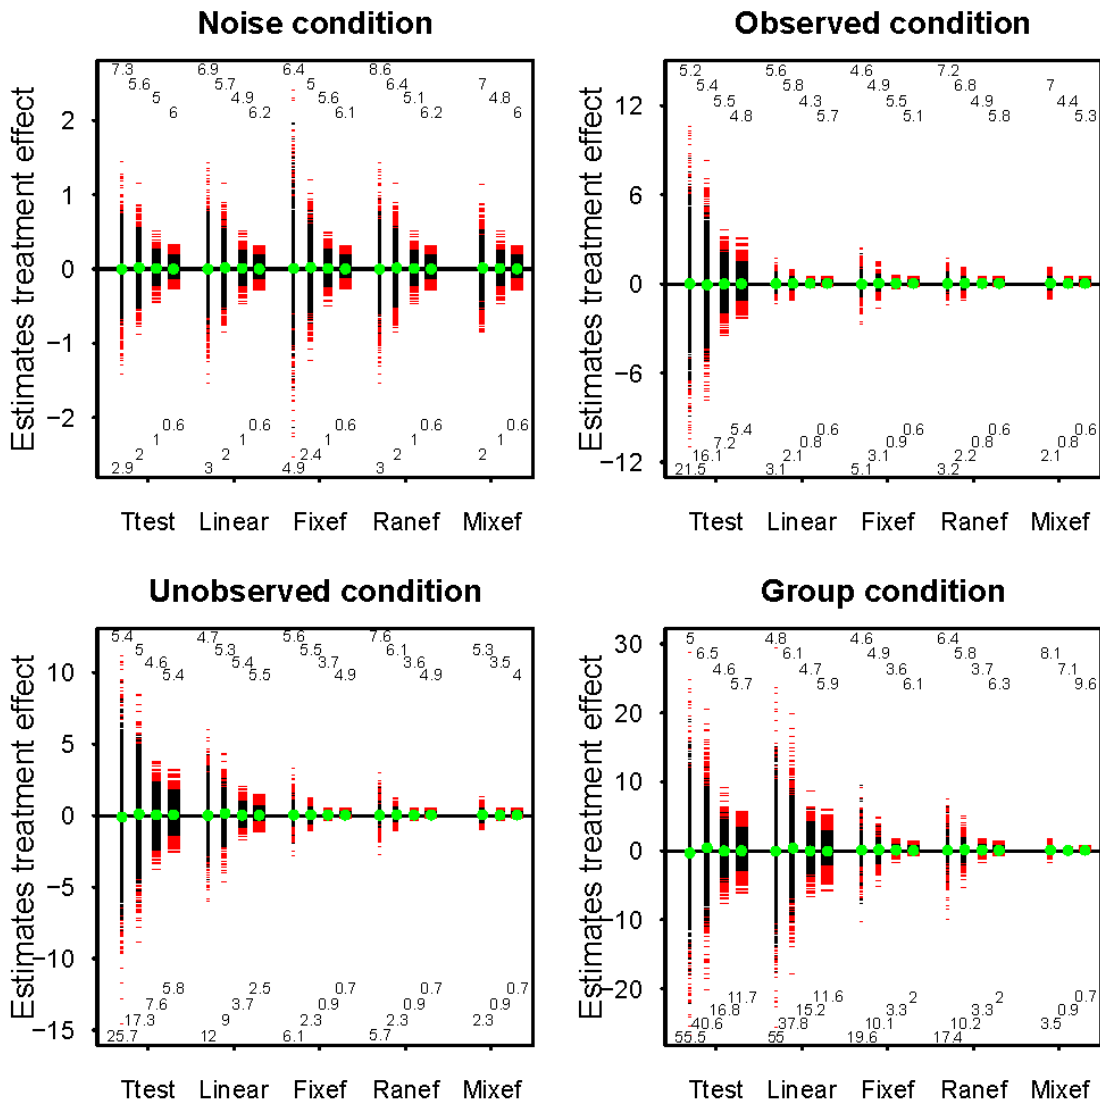 Noise condition
Estimates treatment effect
2
1
0
−1
−2
7.3 6.9 6.4 8.6 7
5.6 5.7 5 6.4 4.8
5 4.9 5.6 5.1 6
6 6.2 6.1 6.2
0.6 0.6 0.6 0.6 0.6
1 1 1 1 1
2 2 2.4 2 2
2.9 3 4.9 3
Ttest Linear Fixef Ranef Mixef
Observed condition
Estimates treatment effect
12
6
0
−6
−12
5.2 5.6 4.6 7.2 7
5.4 5.8 4.9 6.8 4.4
5.5 4.3 5.5 4.9 5.3
4.8 5.7 5.1 5.8
5.4 0.6 0.6 0.6 0.6
7.2 0.8 0.9 0.8 0.8
16.1 2.1 3.1 2.2 2.1
21.5 3.1 5.1 3.2
Ttest Linear Fixef Ranef Mixef
Unobserved condition
Estimates treatment effect
10
5
0
−5
−10
−15
5.4 4.7 5.6 7.6 5.3
5 5.3 5.5 6.1 3.5
4.6 5.4 3.7 3.6 4
5.4 5.5 4.9 4.9
5.8 2.5 0.7 0.7 0.7
7.6 3.7 0.9 0.9 0.9
17.3 9 2.3 2.3 2.3
25.7 12 6.1 5.7
Ttest Linear Fixef Ranef Mixef
Group condition
Estimates treatment effect
30
20
10
0
−10
−20
5 4.8 4.6 6.4 8.1
6.5 6.1 4.9 5.8 7.1
4.6 4.7 3.6 3.7 9.6
5.7 5.9 6.1 6.3
11.7 11.6 2 2 0.7
16.8 15.2 3.3 3.3 0.9
40.6 37.8 10.1 10.2 3.5
55.5 55 19.6 17.4
Ttest Linear Fixef Ranef Mixef